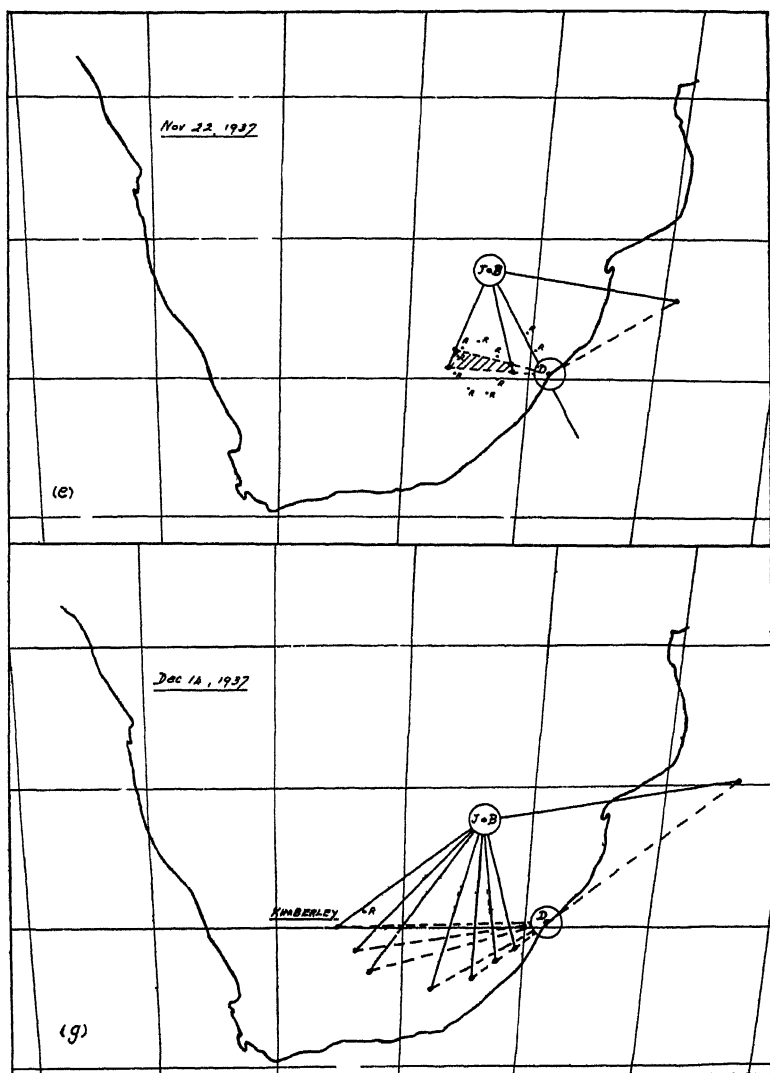 Nov 22, 1937
J•B
R
R
R
R
R
D
R
R
R
R
(e)
Dec 14, 1937
J•B
KIMBERLEY
R
D
(g)